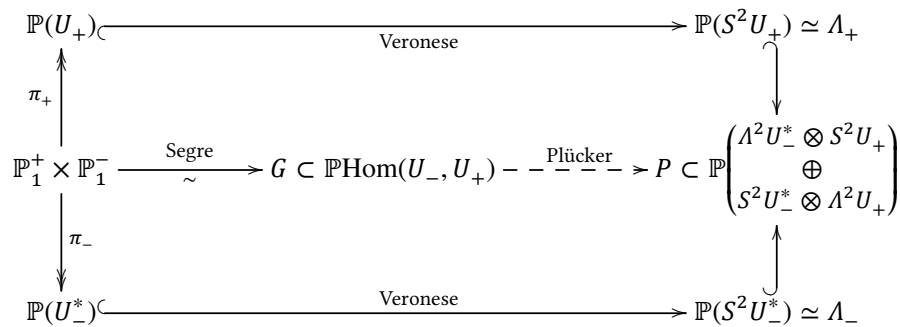 ℙ(U₊) Veronese ℙ(S²U₊) ≃ Λ₊
π₊
ℙ₁⁺ × ℙ₁⁻ Segre ∼ G ⊂ ℙHom(U₋, U₊) Plücker P ⊂ ℙ(Λ²U₋* ⊗ S²U₊ ⊕ S²U₋* ⊗ Λ²U₊)
π₋
ℙ(U₋*) Veronese ℙ(S²U₋*) ≃ Λ₋